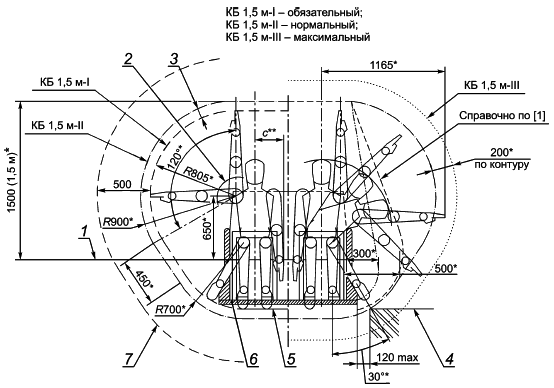 КБ 1,5 м-I – обязательный;
КБ 1,5 м-II – нормальный;
КБ 1,5 м-III – максимальный
1165*
2
3
КБ 1,5 м-I
КБ 1,5 м-II
КБ 1,5 м-III
Справочно по [1]
c**
120°*
R805*
200*
по контуру
1500 (1,5 м)*
500
R900*
650*
1
450*
300*
500*
R700*
7
6
5
4
120 max
30°*